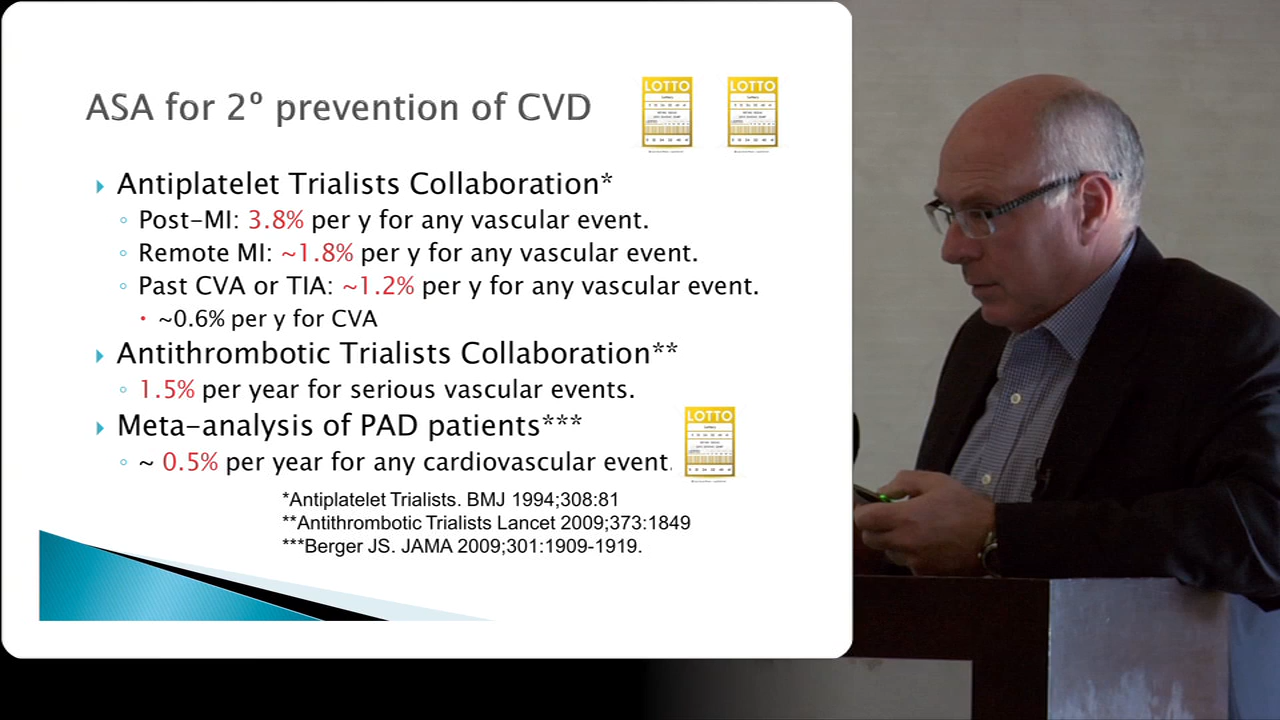 ASA for 2º prevention of CVD
LOTTO
LOTTO
Antiplatelet Trialists Collaboration*
Post-MI: 3.8% per y for any vascular event.
Remote MI: ~1.8% per y for any vascular event.
Past CVA or TIA: ~1.2% per y for any vascular event.
~0.6% per y for CVA
Antithrombotic Trialists Collaboration**
1.5% per year for serious vascular events.
Meta-analysis of PAD patients***
~ 0.5% per year for any cardiovascular event.
LOTTO
*Antiplatelet Trialists. BMJ 1994;308:81
**Antithrombotic Trialists Lancet 2009;373:1849
***Berger JS. JAMA 2009;301:1909-1919.